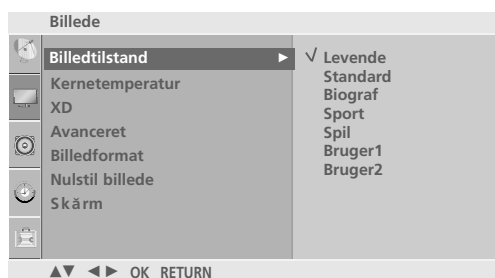 Billede
Billedtilstand ►
Kernetemperatur
XD
Avanceret
Billedformat
Nulstil billede
Skărm
√ Levende
Standard
Biograf
Sport
Spil
Bruger1
Bruger2
▲▼ ◄► OK RETURN